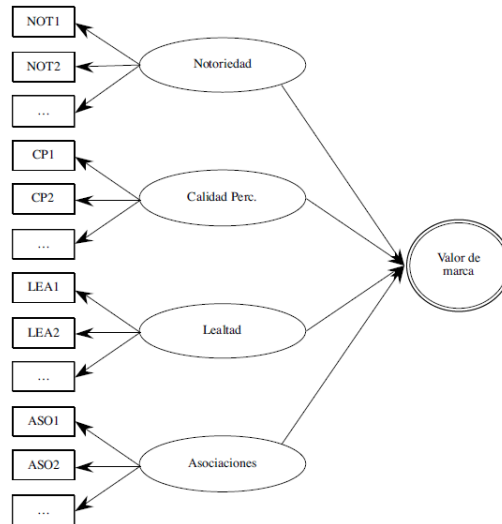 NOT1
NOT2
...
Notoriedad
CP1
CP2
...
Calidad Perc.
LEA1
LEA2
...
Lealtad
ASO1
ASO2
...
Asociaciones
Valor de
marca